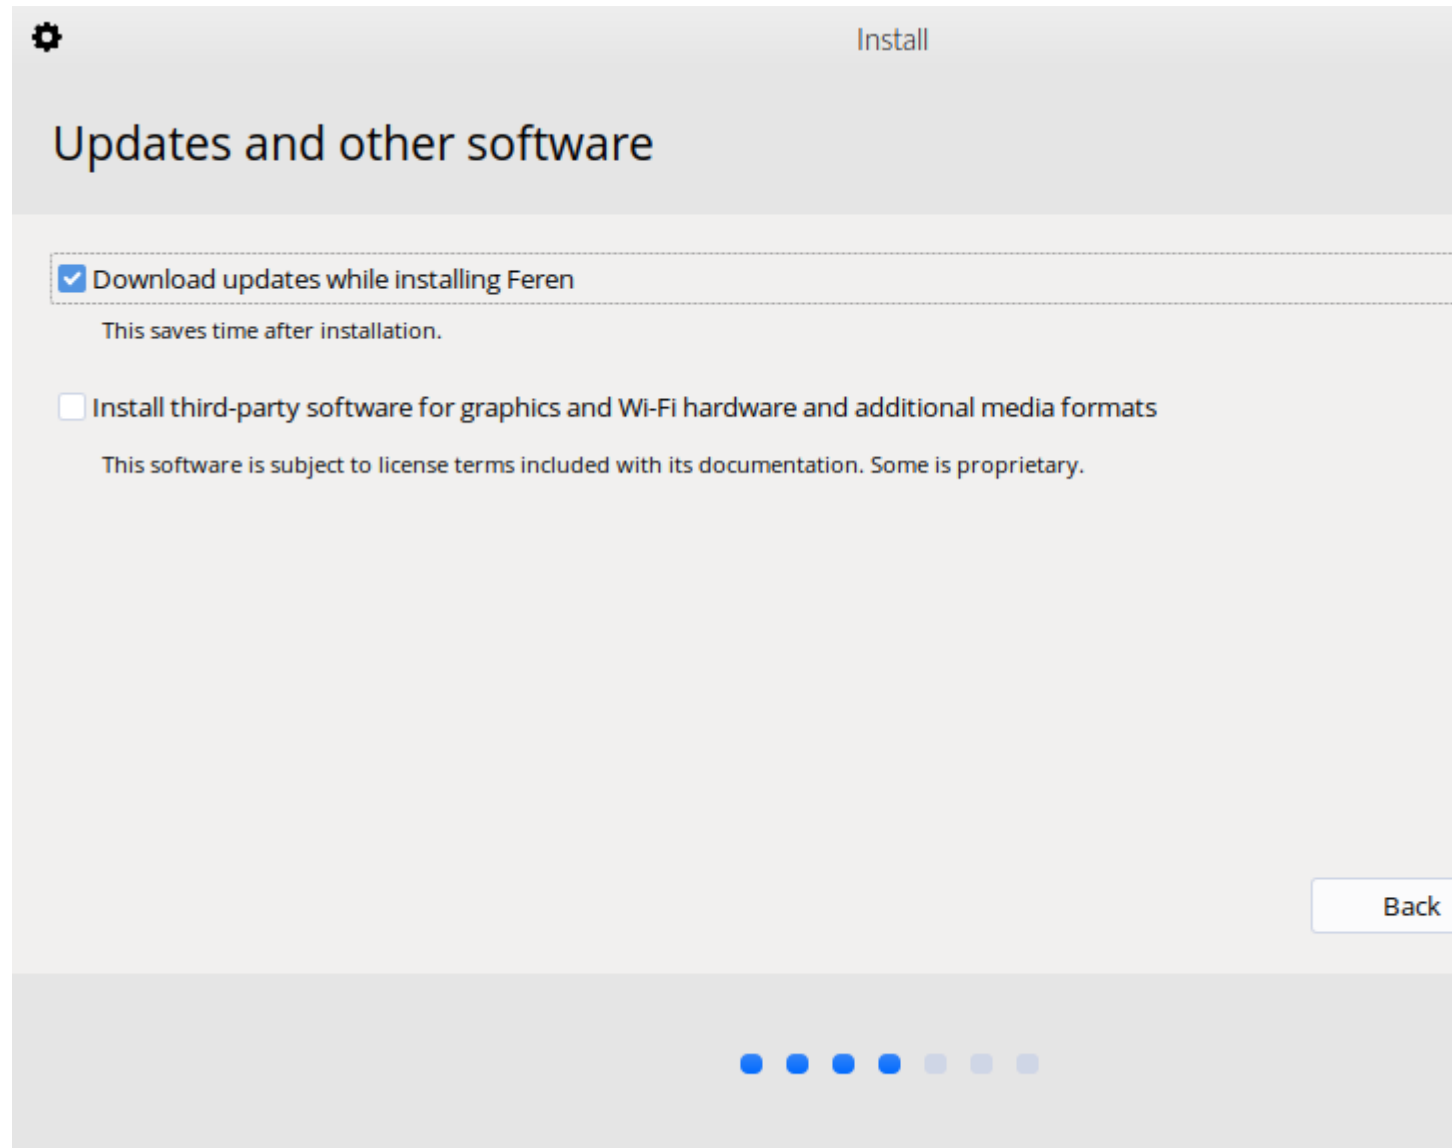 Install
Updates and other software
Download updates while installing Feren
This saves time after installation.
Install third-party software for graphics and Wi-Fi hardware and additional media formats
This software is subject to license terms included with its documentation. Some is proprietary.
Back